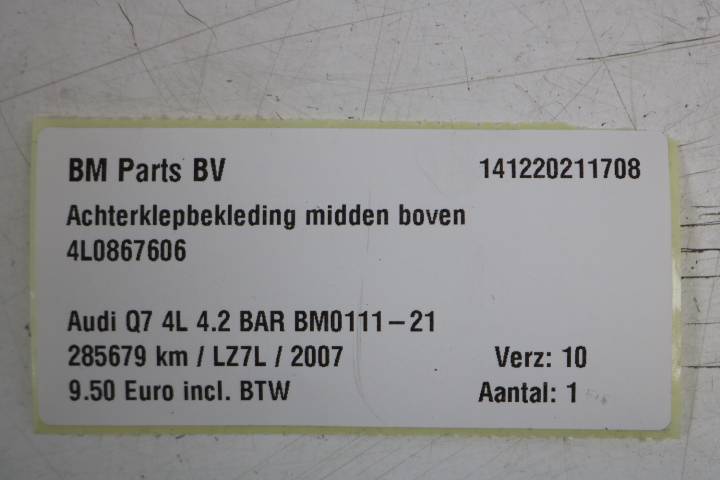 BM Parts BV 141220211708
Achterklepbekleding midden boven
4L0867606
Audi Q7 4L 4.2 BAR BM0111-21
285679 km / LZ7L / 2007 Verz: 10
9.50 Euro incl. BTW Aantal: 1